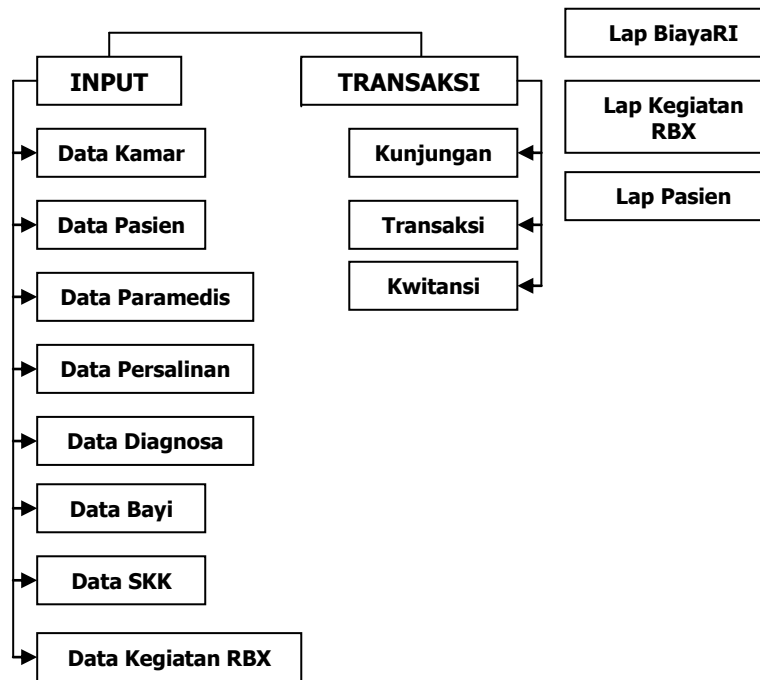 INPUT
Data Kamar
Data Pasien
Data Paramedis
Data Persalinan
Data Diagnosa
Data Bayi
Data SKK
Data Kegiatan RBX
TRANSAKSI
Kunjungan
Transaksi
Kwitansi
Lap BiayaRI
Lap Kegiatan
RBX
Lap Pasien